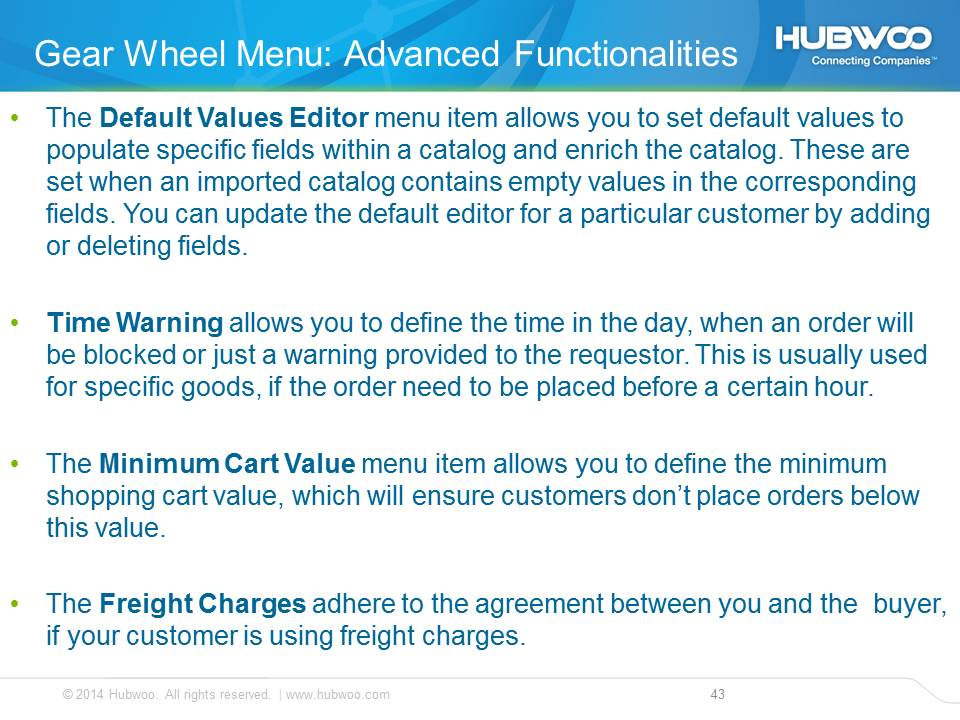 Gear Wheel Menu: Advanced Functionalities
HUBWOO
Connecting Companies™
• The Default Values Editor menu item allows you to set default values to
populate specific fields within a catalog and enrich the catalog. These are
set when an imported catalog contains empty values in the corresponding
fields. You can update the default editor for a particular customer by adding
or deleting fields.
• Time Warning allows you to define the time in the day, when an order will
be blocked or just a warning provided to the requestor. This is usually used
for specific goods, if the order need to be placed before a certain hour.
• The Minimum Cart Value menu item allows you to define the minimum
shopping cart value, which will ensure customers don’t place orders below
this value.
• The Freight Charges adhere to the agreement between you and the buyer,
if your customer is using freight charges.
© 2014 Hubwoo. All rights reserved. | www.hubwoo.com 43